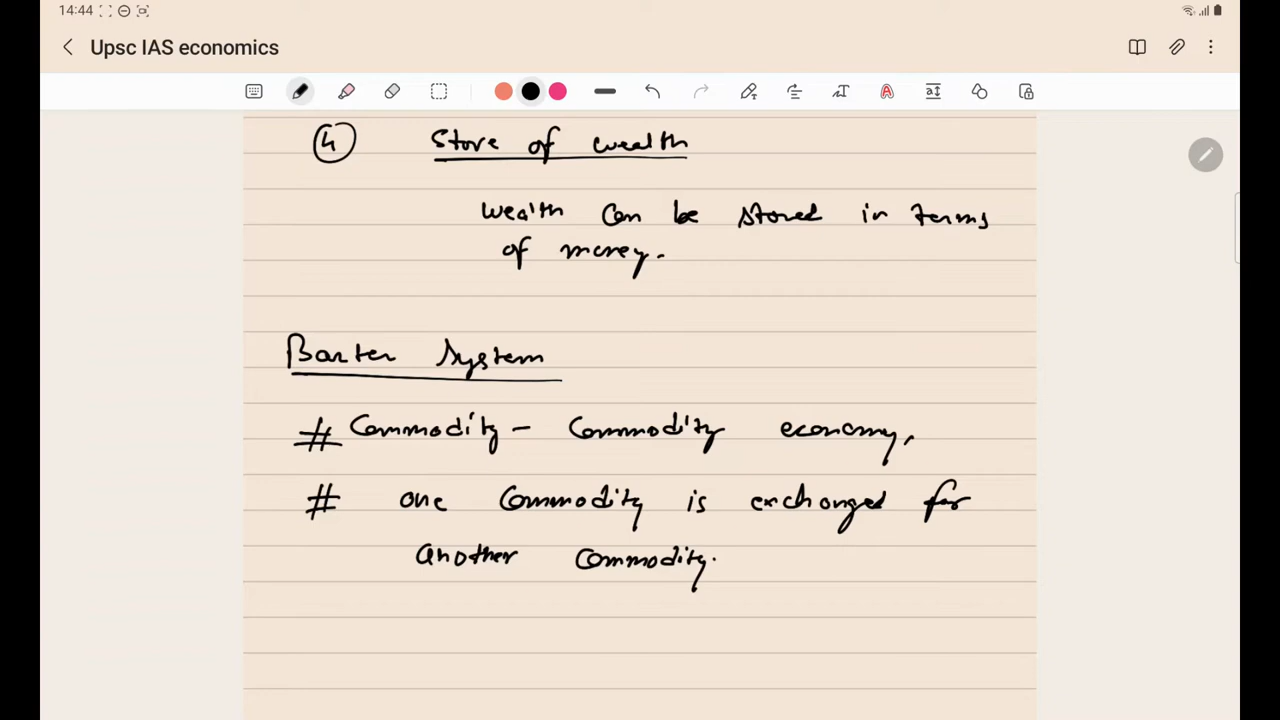 14:44
Upsc IAS economics
4 Store of wealth
Wealth can be stored in terms
of money.
Barter System
# Commodity - Commodity economy,
# one Commodity is exchanged for
another Commodity.